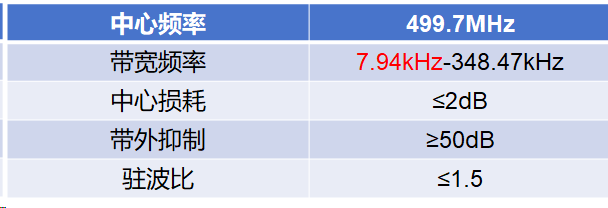 中心频率 499.7MHz
带宽频率 7.94kHz-348.47kHz
中心损耗 ≤2dB
带外抑制 ≥50dB
驻波比 ≤1.5